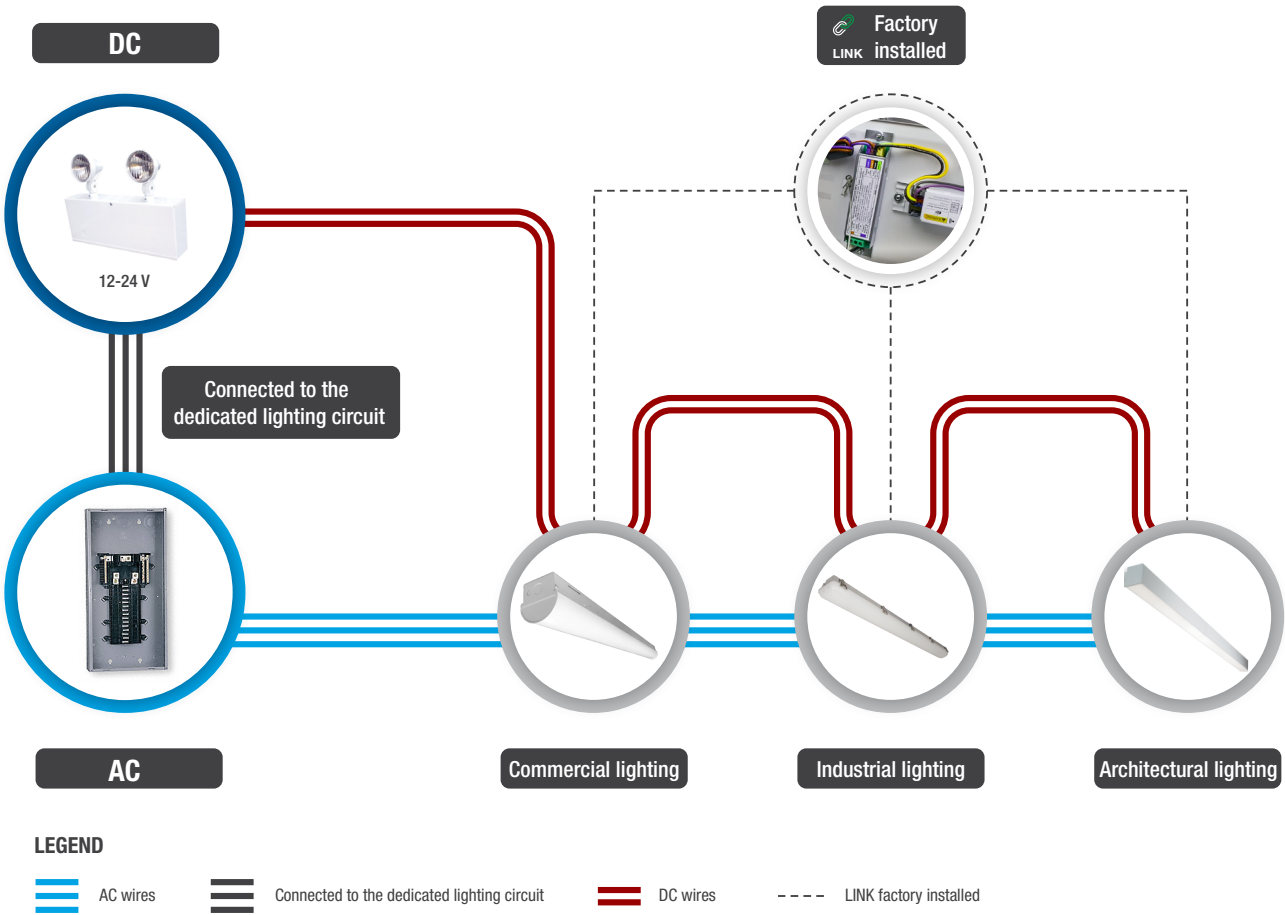 DC
Factory
LINK installed
12-24 V
Connected to the
dedicated lighting circuit
AC
Commercial lighting
Industrial lighting
Architectural lighting
LEGEND
AC wires
Connected to the dedicated lighting circuit
DC wires
LINK factory installed